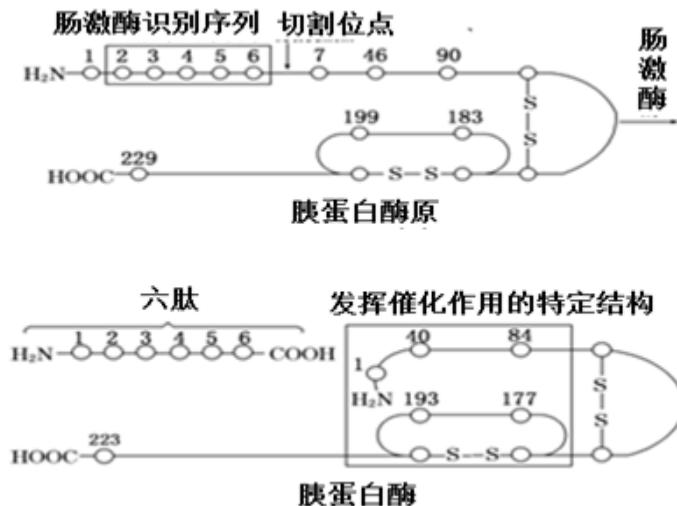 肠激酶识别序列 切割位点
1 2 3 4 5 6 7 46 90
H₂N
S
S
肠激酶
199 183
229
HOOC S S
胰蛋白酶原
六肽 发挥催化作用的特定结构
1 2 3 4 5 6
H₂N COOH
40 84
1
H₂N
S
S
193 177
223
HOOC S S
胰蛋白酶